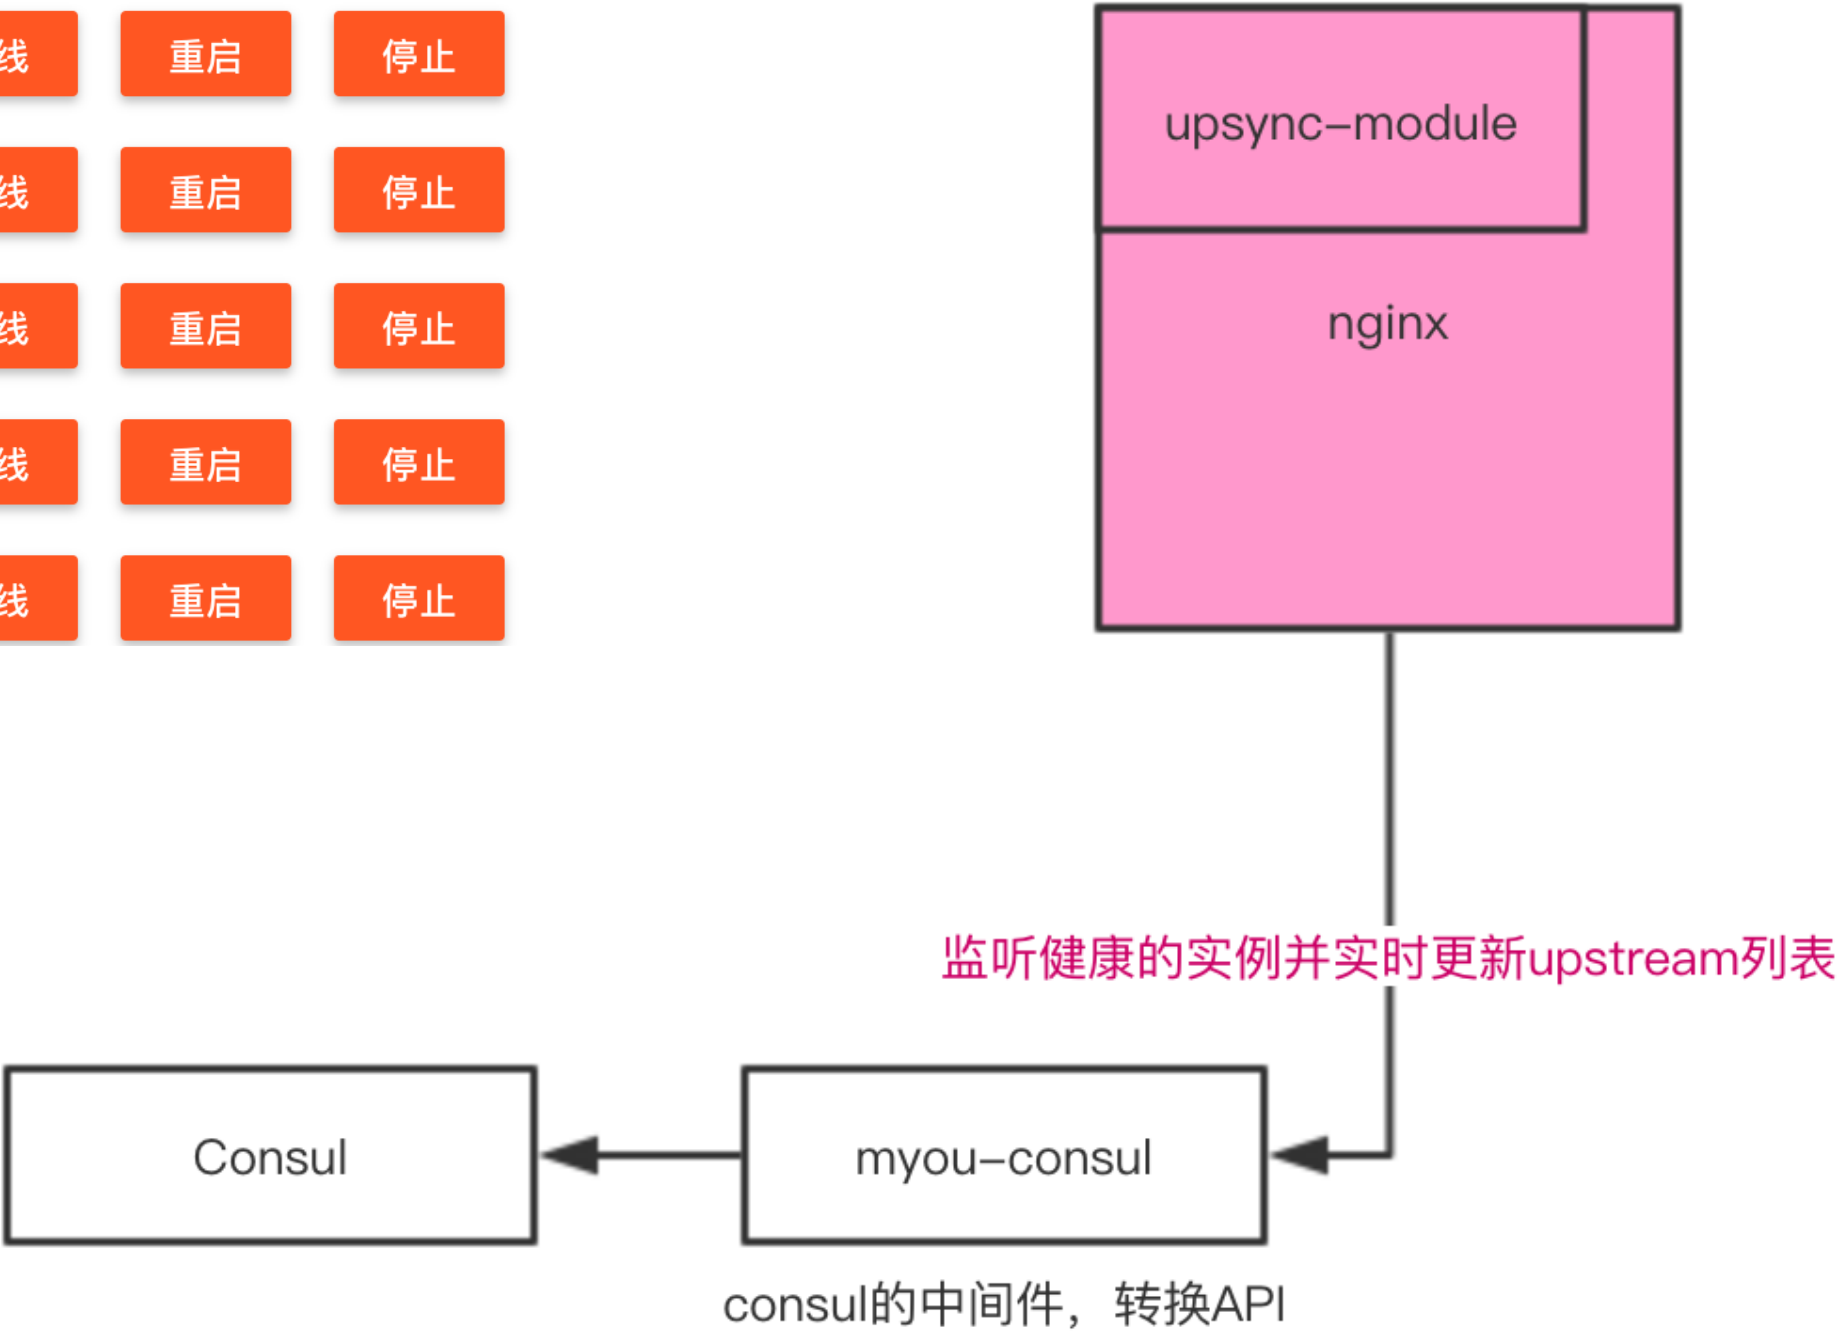 线 重启 停止
线 重启 停止
线 重启 停止
线 重启 停止
线 重启 停止
upsync-module
nginx
监听健康的实例并实时更新upstream列表
Consul
myou-consul
consul的中间件，转换API